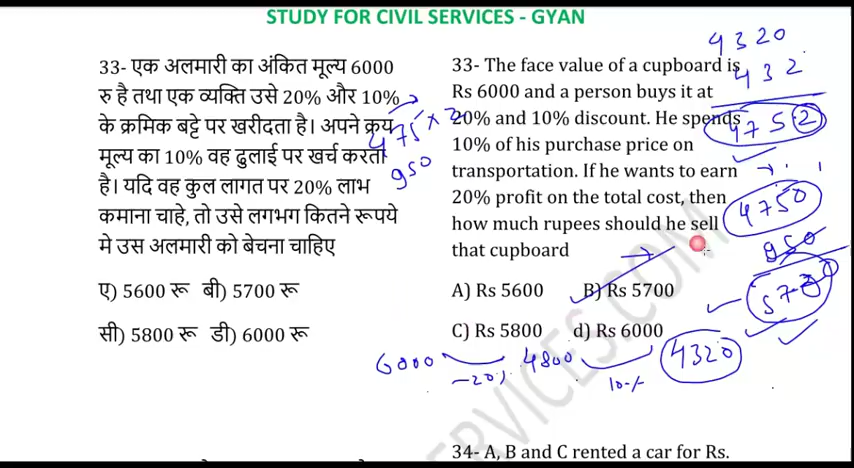 STUDY FOR CIVIL SERVICES - GYAN
33- एक अलमारी का अंकित मूल्य 6000
रु है तथा एक व्यक्ति उसे 20% और 10%
के क्रमिक बट्टे पर खरीदता है। अपने क्रय
मूल्य का 10% वह ढुलाई पर खर्च करता
है। यदि वह कुल लागत पर 20% लाभ
कमाना चाहे, तो उसे लगभग कितने रूपये
मे उस अलमारी को बेचना चाहिए
ए) 5600 रू बी) 5700 रू
सी) 5800 रू डी) 6000 रू
475 x 2
950
33- The face value of a cupboard is
Rs 6000 and a person buys it at
20% and 10% discount. He spends
10% of his purchase price on
transportation. If he wants to earn
20% profit on the total cost, then
how much rupees should he sell
that cupboard
A) Rs 5600 B) Rs 5700
C) Rs 5800 d) Rs 6000
4320
432
4752
4750
950
6000 -20% 4800 10% 4320
34- A, B and C rented a car for Rs.
SERVICES.COM